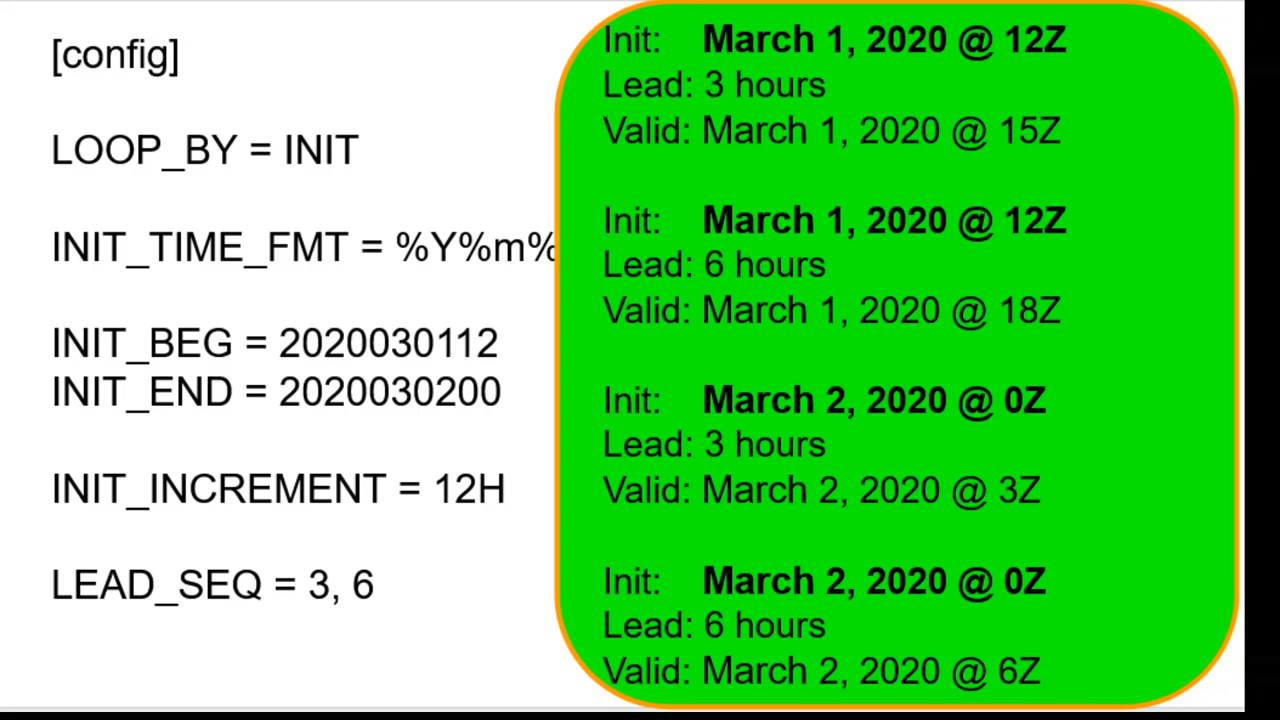 [config]
LOOP_BY = INIT
INIT_TIME_FMT = %Y%m%
INIT_BEG = 2020030112
INIT_END = 2020030200
INIT_INCREMENT = 12H
LEAD_SEQ = 3, 6
Init: March 1, 2020 @ 12Z
Lead: 3 hours
Valid: March 1, 2020 @ 15Z
Init: March 1, 2020 @ 12Z
Lead: 6 hours
Valid: March 1, 2020 @ 18Z
Init: March 2, 2020 @ 0Z
Lead: 3 hours
Valid: March 2, 2020 @ 3Z
Init: March 2, 2020 @ 0Z
Lead: 6 hours
Valid: March 2, 2020 @ 6Z